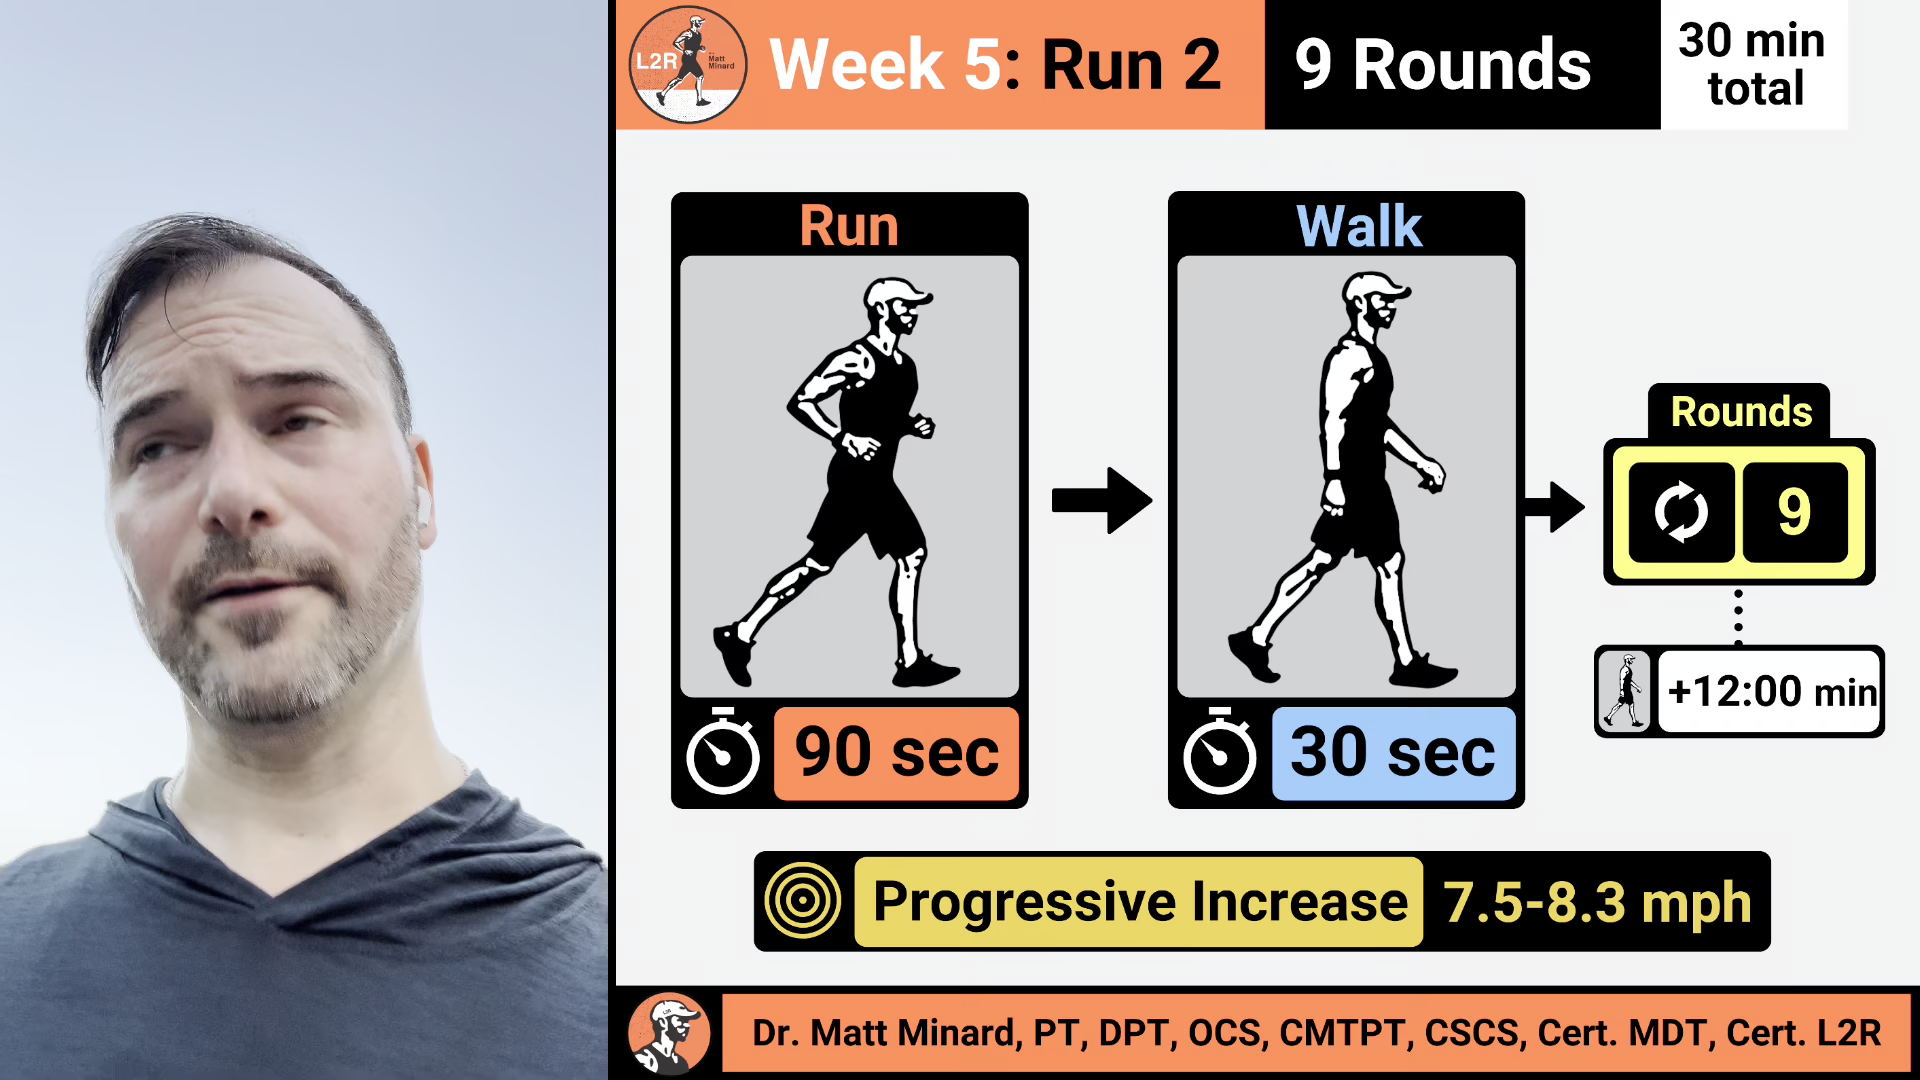 L2R
Matt
Minard
Week 5: Run 2
9 Rounds
30 min
total
Run
Walk
90 sec
30 sec
Rounds
9
+12:00 min
Progressive Increase
7.5-8.3 mph
Dr. Matt Minard, PT, DPT, OCS, CMTPT, CSCS, Cert. MDT, Cert. L2R